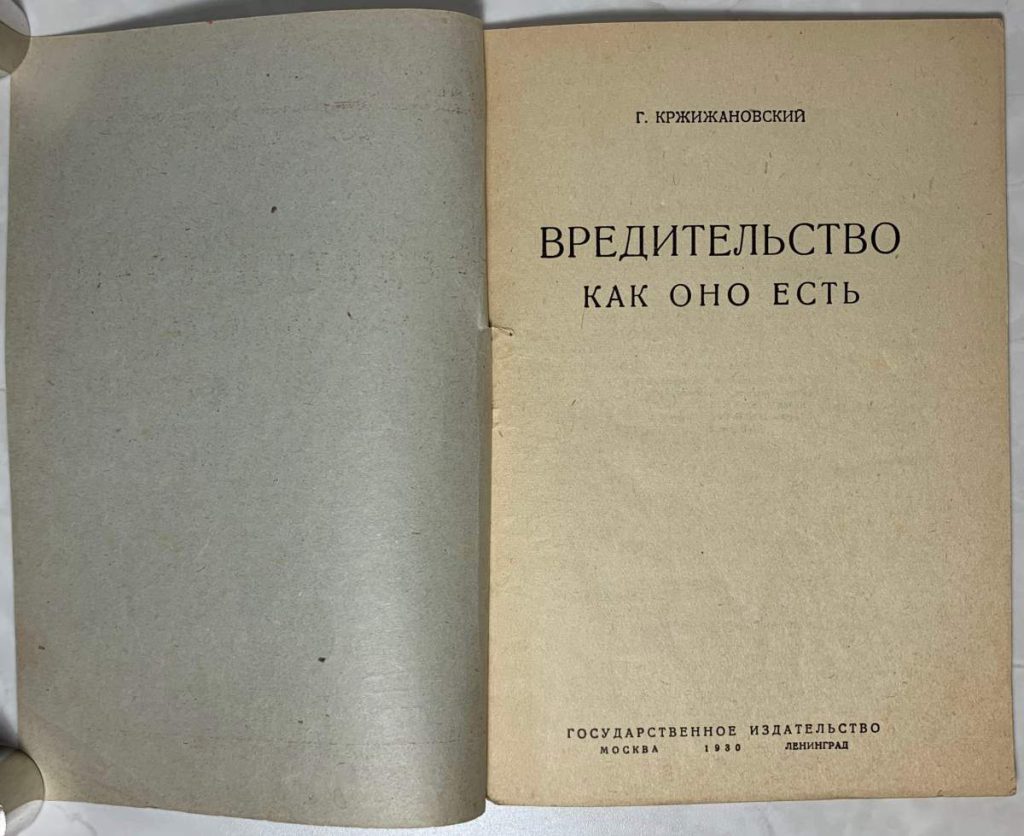 Г. КРЖИЖАНОВСКИЙ
ВРЕДИТЕЛЬСТВО
КАК ОНО ЕСТЬ
ГОСУДАРСТВЕННОЕ ИЗДАТЕЛЬСТВО
МОСКВА 1930 ЛЕНИНГРАД